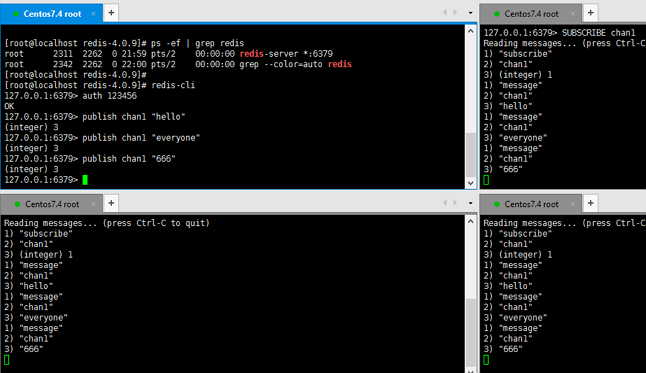 Centos7.4 root × +
[root@localhost redis-4.0.9]# ps -ef | grep redis
root 2311 2262 0 21:59 pts/2 00:00:00 redis-server *:6379
root 2342 2262 0 22:00 pts/2 00:00:00 grep --color=auto redis
[root@localhost redis-4.0.9]#
[root@localhost redis-4.0.9]# redis-cli
127.0.0.1:6379> auth 123456
OK
127.0.0.1:6379> publish chan1 "hello"
(integer) 3
127.0.0.1:6379> publish chan1 "everyone"
(integer) 3
127.0.0.1:6379> publish chan1 "666"
(integer) 3
127.0.0.1:6379>
Centos7.4 root × +
127.0.0.1:6379> SUBSCRIBE chan1
Reading messages... (press Ctrl-C
1) "subscribe"
2) "chan1"
3) (integer) 1
1) "message"
2) "chan1"
3) "hello"
1) "message"
2) "chan1"
3) "everyone"
1) "message"
2) "chan1"
3) "666"
Centos7.4 root × +
Reading messages... (press Ctrl-C to quit)
1) "subscribe"
2) "chan1"
3) (integer) 1
1) "message"
2) "chan1"
3) "hello"
1) "message"
2) "chan1"
3) "everyone"
1) "message"
2) "chan1"
3) "666"
Centos7.4 root × +
Reading messages... (press Ctrl-C
1) "subscribe"
2) "chan1"
3) (integer) 1
1) "message"
2) "chan1"
3) "hello"
1) "message"
2) "chan1"
3) "everyone"
1) "message"
2) "chan1"
3) "666"